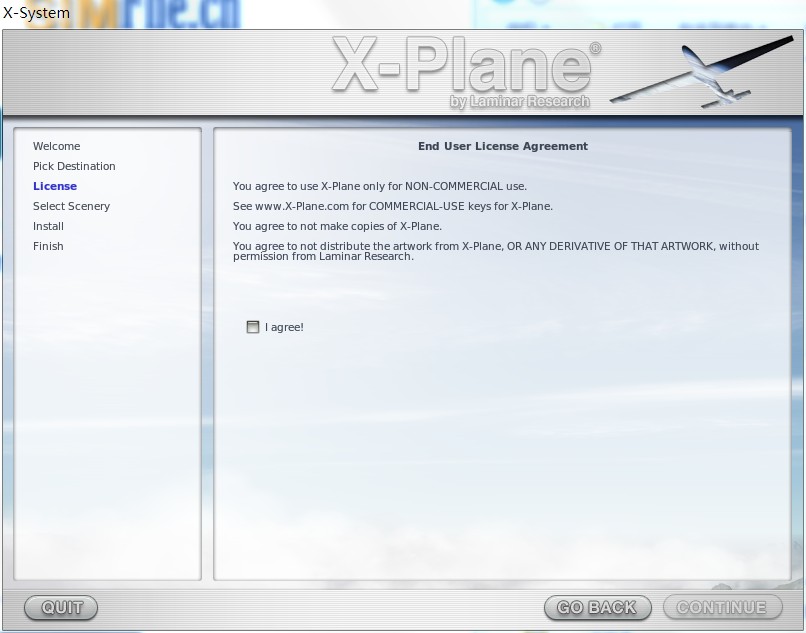 X-System
X-Plane®
by Laminar Research
Welcome
Pick Destination
License
Select Scenery
Install
Finish
End User License Agreement
You agree to use X-Plane only for NON-COMMERCIAL use.
See www.X-Plane.com for COMMERCIAL-USE keys for X-Plane.
You agree to not make copies of X-Plane.
You agree to not distribute the artwork from X-Plane, OR ANY DERIVATIVE OF THAT ARTWORK, without
permission from Laminar Research.
I agree!
QUIT
GO BACK
CONTINUE